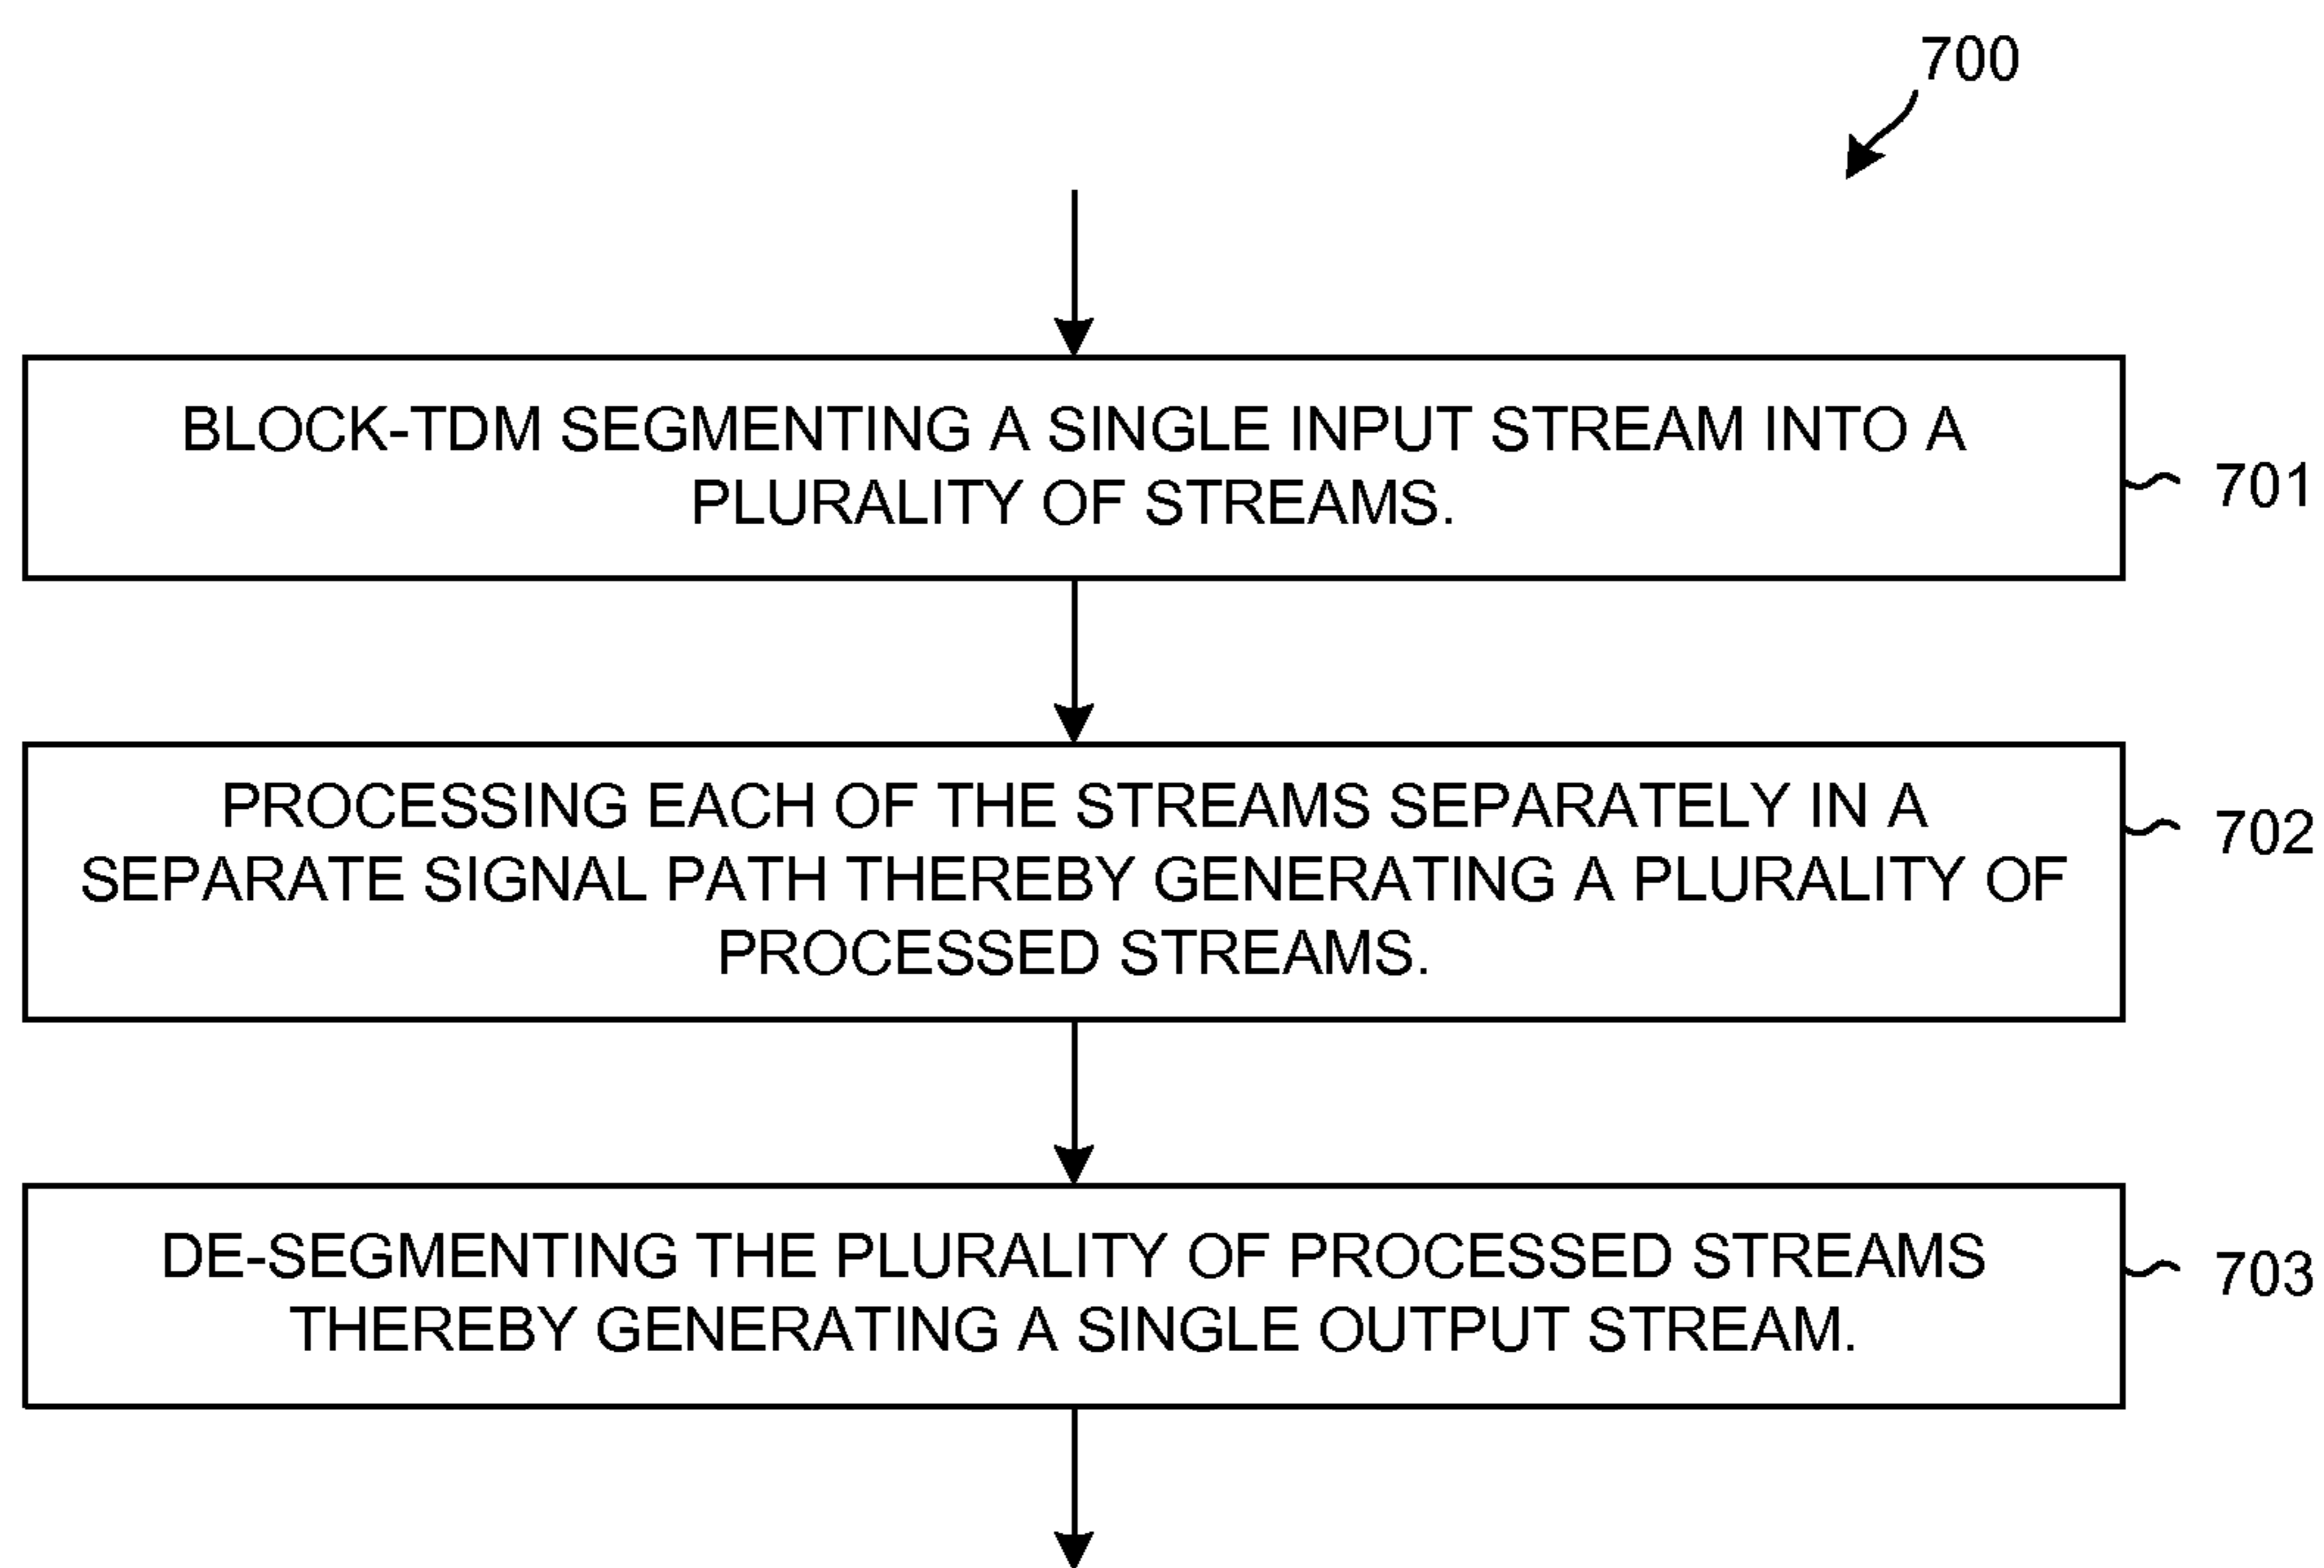 700
BLOCK-TDM SEGMENTING A SINGLE INPUT STREAM INTO A
PLURALITY OF STREAMS.
701
PROCESSING EACH OF THE STREAMS SEPARATELY IN A
SEPARATE SIGNAL PATH THEREBY GENERATING A PLURALITY OF
PROCESSED STREAMS.
702
DE-SEGMENTING THE PLURALITY OF PROCESSED STREAMS
THEREBY GENERATING A SINGLE OUTPUT STREAM.
703